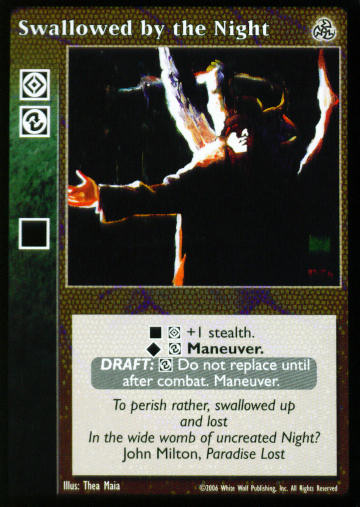 Swallowed by the Night
+1 stealth.
Maneuver.
DRAFT: Do not replace until
after combat. Maneuver.
To perish rather, swallowed up
and lost
In the wide womb of uncreated Night?
John Milton, Paradise Lost
Illus: Thea Maia
©2006 White Wolf Publishing, Inc. All Rights Reserved